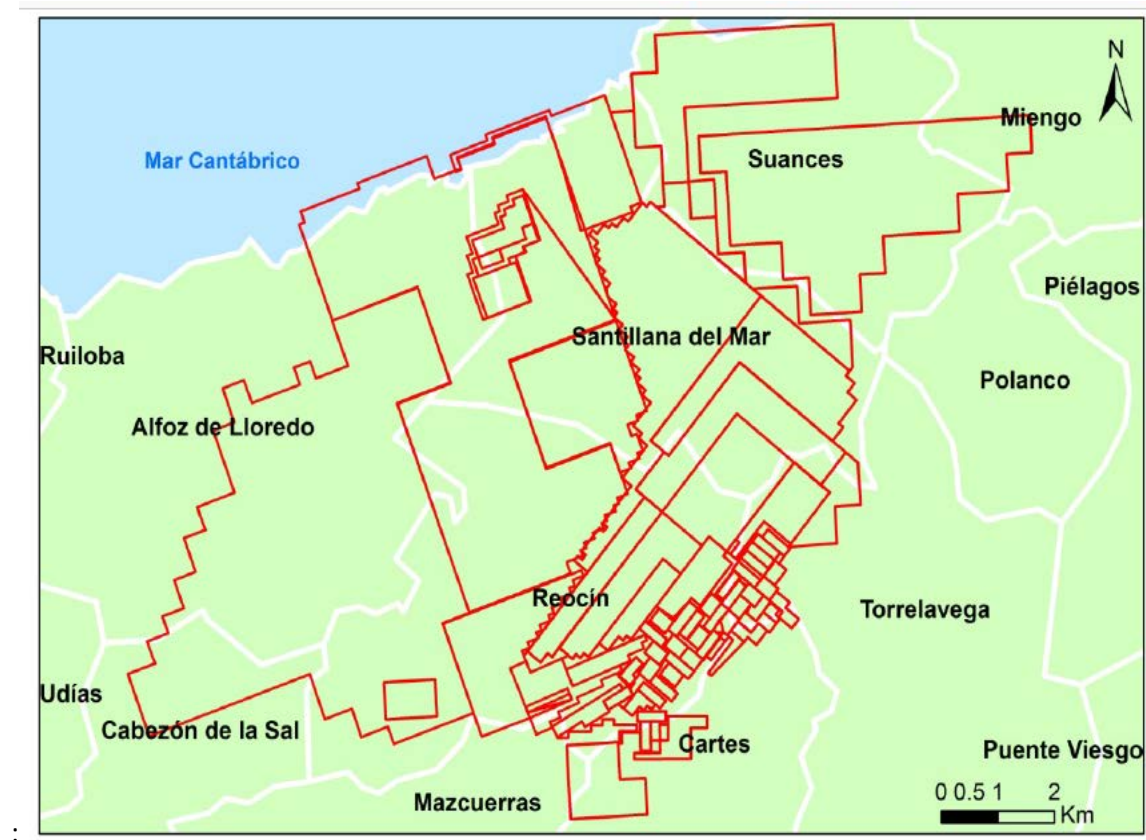 N
Miengo
Mar Cantábrico
Suances
Piélagos
Santillana del Mar
Ruiloba
Polanco
Alfoz de Lloredo
Reocín
Torrelavega
Udías
Cabezón de la Sal
Cartes
Puente Viesgo
Mazcuerras
0 0.5 1 2
Km
: